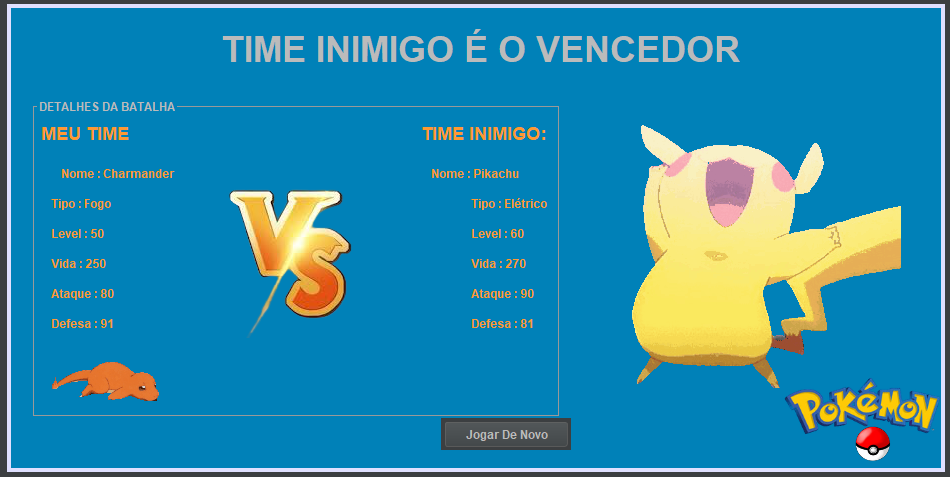 TIME INIMIGO É O VENCEDOR
DETALHES DA BATALHA
MEU TIME
Nome : Charmander
Tipo : Fogo
Level : 50
Vida : 250
Ataque : 80
Defesa : 91
VS
TIME INIMIGO:
Nome : Pikachu
Tipo : Elétrico
Level : 60
Vida : 270
Ataque : 90
Defesa : 81
POKéMON
Jogar De Novo